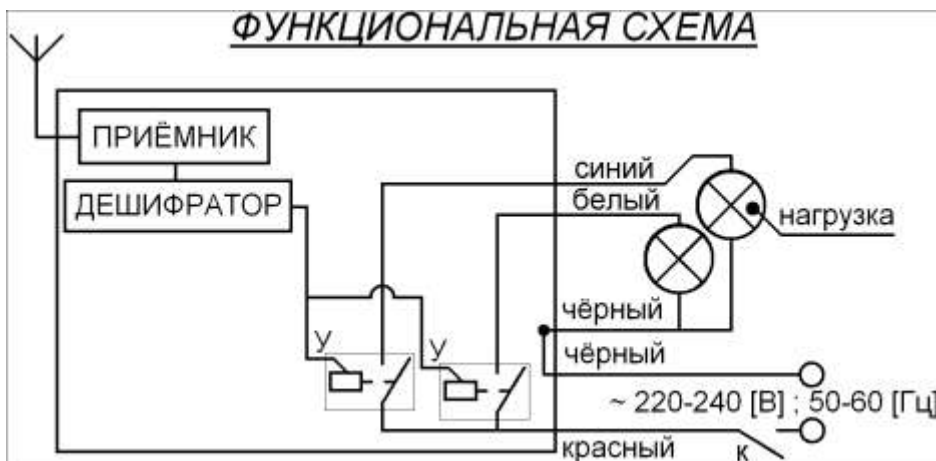 ФУНКЦИОНАЛЬНАЯ СХЕМА
ПРИЁМНИК
ДЕШИФРАТОР
синий
белый
нагрузка
чёрный
чёрный
У
У
~ 220-240 [В] ; 50-60 [Гц]
красный
К